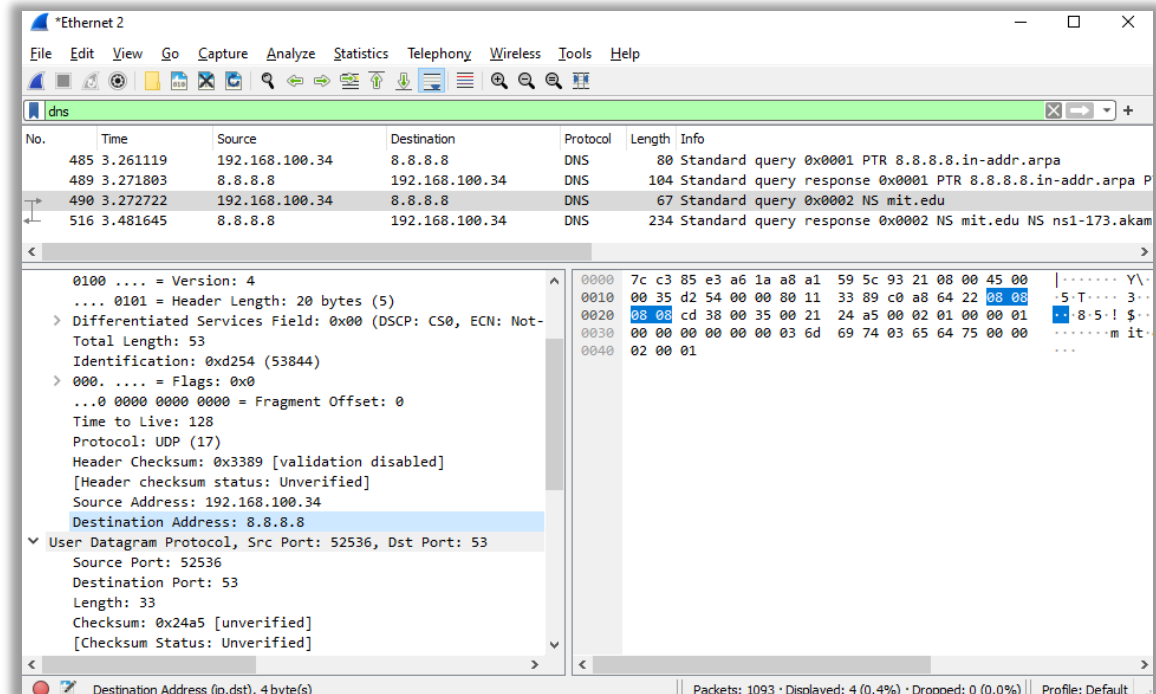 *Ethernet 2
File Edit View Go Capture Analyze Statistics Telephony Wireless Tools Help
dns
No. Time Source Destination Protocol Length Info
485 3.261119 192.168.100.34 8.8.8.8 DNS 80 Standard query 0x0001 PTR 8.8.8.8.in-addr.arpa
489 3.271803 8.8.8.8 192.168.100.34 DNS 104 Standard query response 0x0001 PTR 8.8.8.8.in-addr.arpa P
490 3.272722 192.168.100.34 8.8.8.8 DNS 67 Standard query 0x0002 NS mit.edu
516 3.481645 8.8.8.8 192.168.100.34 DNS 234 Standard query response 0x0002 NS mit.edu NS ns1-173.akam
0100 .... = Version: 4
.... 0101 = Header Length: 20 bytes (5)
> Differentiated Services Field: 0x00 (DSCP: CS0, ECN: Not-
Total Length: 53
Identification: 0xd254 (53844)
> 000. .... = Flags: 0x0
...0 0000 0000 0000 = Fragment Offset: 0
Time to Live: 128
Protocol: UDP (17)
Header Checksum: 0x3389 [validation disabled]
[Header checksum status: Unverified]
Source Address: 192.168.100.34
Destination Address: 8.8.8.8
User Datagram Protocol, Src Port: 52536, Dst Port: 53
Source Port: 52536
Destination Port: 53
Length: 33
Checksum: 0x24a5 [unverified]
[Checksum Status: Unverified]
0000 7c c3 85 e3 a6 1a a8 a1 59 5c 93 21 08 00 45 00 |······· Y\·
0010 00 35 d2 54 00 00 80 11 33 89 c0 a8 64 22 08 08 ·5·T···· 3··
0020 08 08 cd 38 00 35 00 21 24 a5 00 02 01 00 00 01 ···8·5·! $··
0030 00 00 00 00 00 00 03 6d 69 74 03 65 64 75 00 00 ·······m it·
0040 02 00 01 ···
Destination Address (ip.dst), 4 byte(s)
Packets: 1093 · Displayed: 4 (0.4%) · Dropped: 0 (0.0%)
Profile: Default